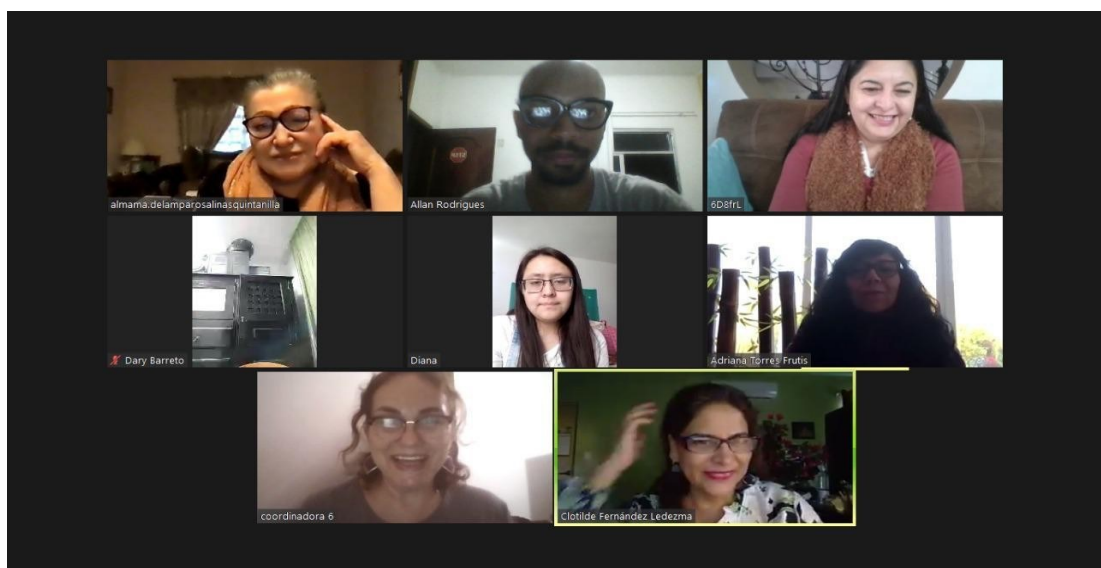 almama.delamparosalinasquintanilla
Allan Rodrigues
6D8frL
Dary Barreto
Diana
Adriana Torres Frutis
coordinadora 6
Clotilde Fernández Ledezma